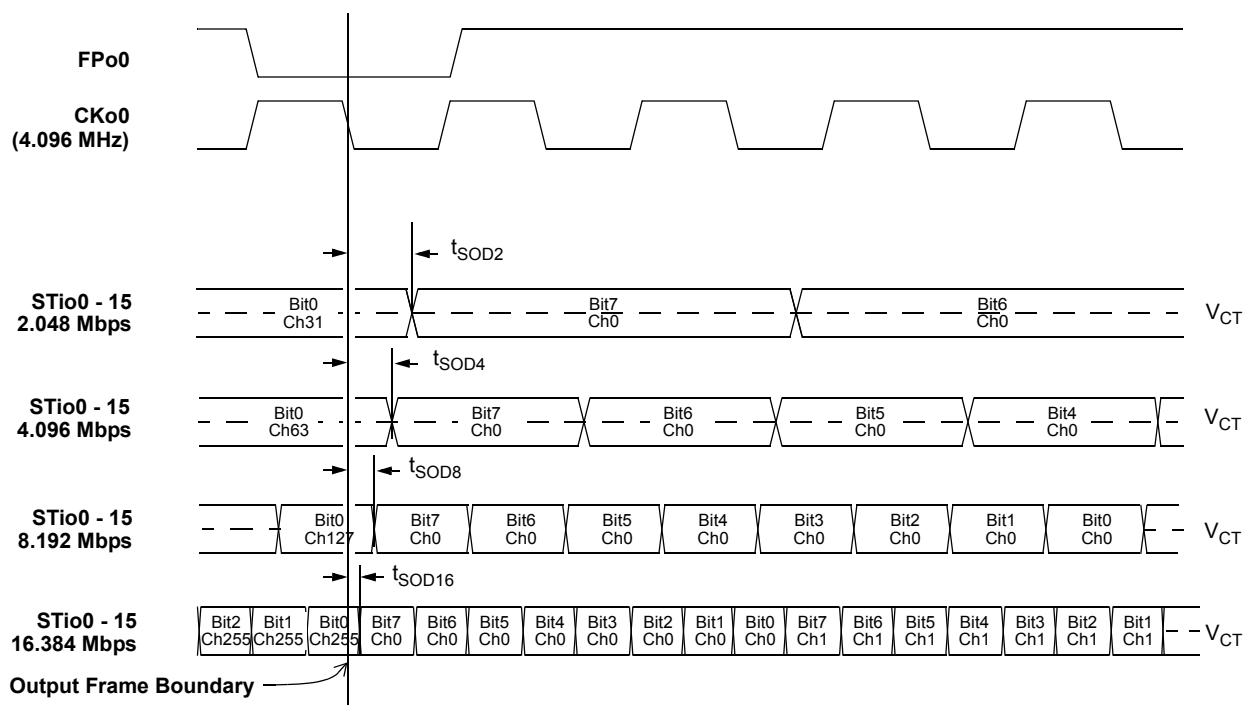 FPo0
CKo0
(4.096 MHz)
tSOD2
STio0 - 15
2.048 Mbps
Bit0
Ch31
Bit7
Ch0
Bit6
Ch0
VCT
tSOD4
STio0 - 15
4.096 Mbps
Bit0
Ch63
Bit7
Ch0
Bit6
Ch0
Bit5
Ch0
Bit4
Ch0
VCT
tSOD8
STio0 - 15
8.192 Mbps
Bit0
Ch127
Bit7
Ch0
Bit6
Ch0
Bit5
Ch0
Bit4
Ch0
Bit3
Ch0
Bit2
Ch0
Bit1
Ch0
Bit0
Ch0
VCT
tSOD16
STio0 - 15
16.384 Mbps
Bit2
Ch255
Bit1
Ch255
Bit0
Ch255
Bit7
Ch0
Bit6
Ch0
Bit5
Ch0
Bit4
Ch0
Bit3
Ch0
Bit2
Ch0
Bit1
Ch0
Bit0
Ch0
Bit7
Ch1
Bit6
Ch1
Bit5
Ch1
Bit4
Ch1
Bit3
Ch1
Bit2
Ch1
Bit1
Ch1
VCT
Output Frame Boundary